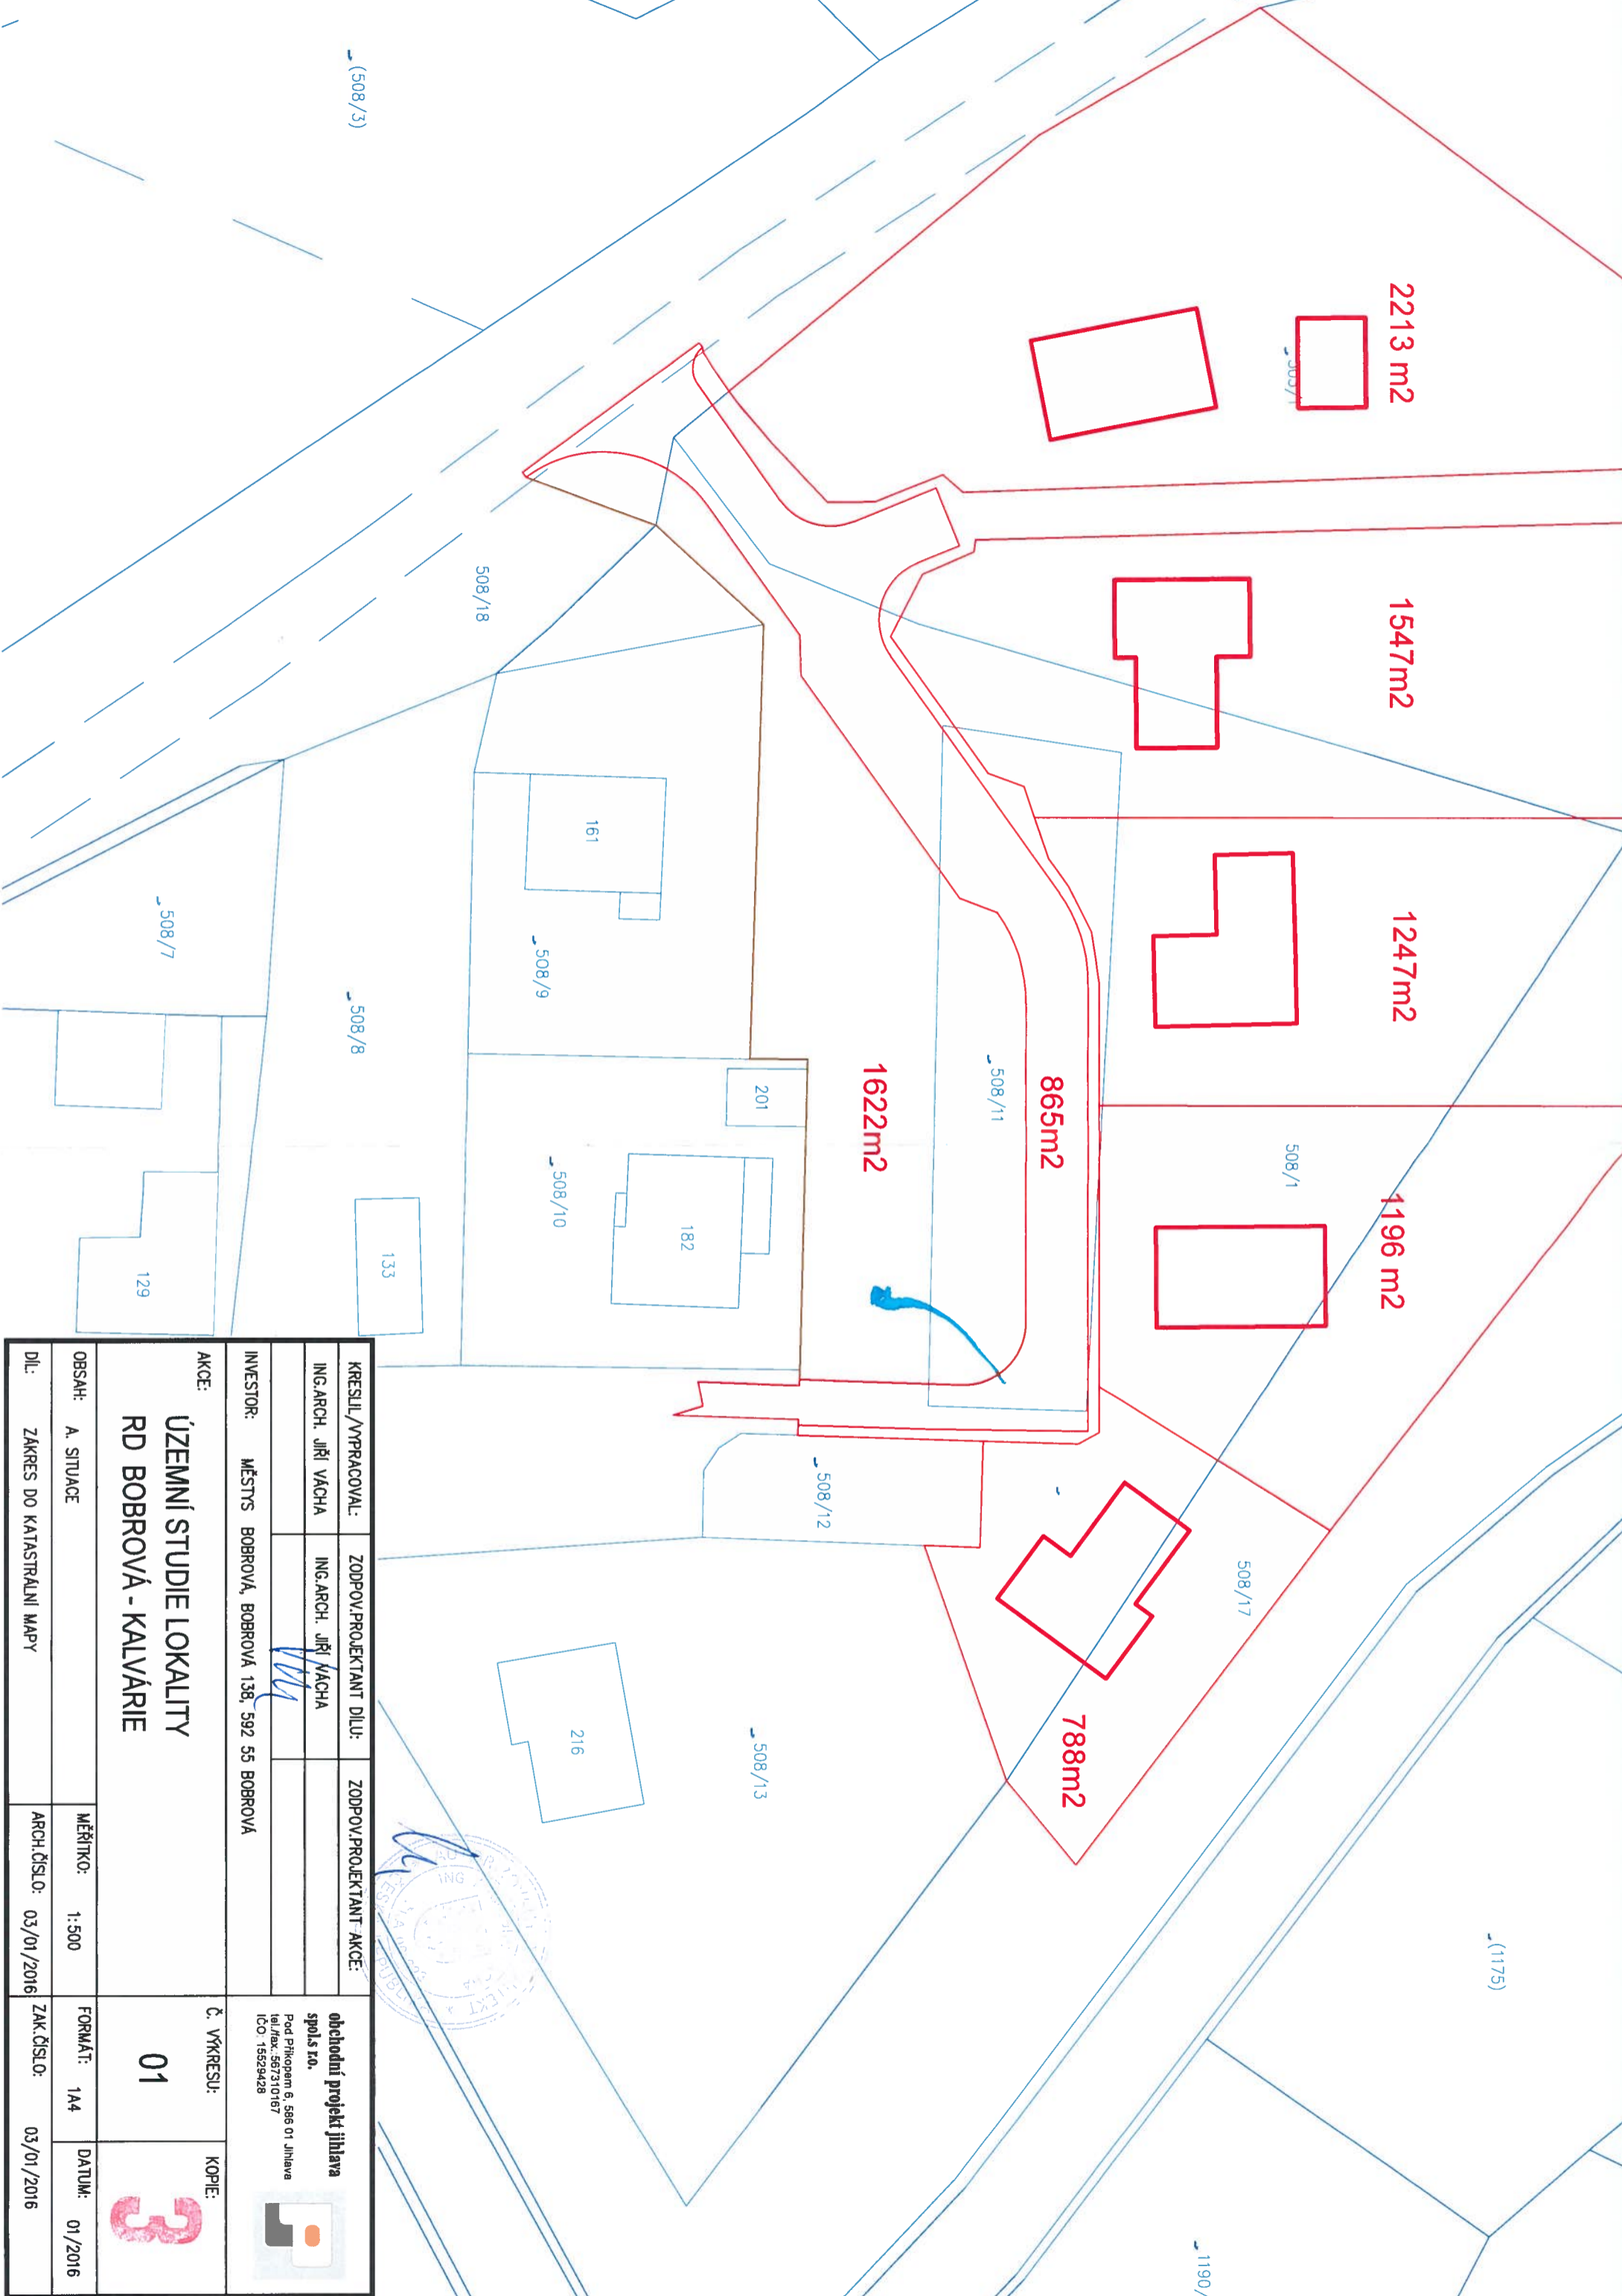 2213 m2
1547m2
1247m2
1196 m2
788m2
865m2
1622m2
(508/3)
508/18
508/11
508/1
508/17
(1175)
1190/
161
508/9
508/7
508/8
201
508/10
182
133
129
508/12
216
508/13
KRESLIL/VYPRACOVAL:
ZODPOV.PROJEKTANT DÍLU:
ZODPOV.PROJEKTANT AKCE:
ING.ARCH. JIŘÍ VÁCHA
ING.ARCH. JIŘÍ VÁCHA
obchodní projekt jihlava
spol.s r.o.
Pod Příkopem 6, 586 01 Jihlava
tel./fax.:567310167
IČO: 15529428
INVESTOR: MĚSTYS BOBROVÁ, BOBROVÁ 138, 592 55 BOBROVÁ
AKCE:
ÚZEMNÍ STUDIE LOKALITY
RD BOBROVÁ - KALVÁRIE
Č. VÝKRESU:
01
KOPIE:
3
OBSAH: A. SITUACE
MĚŘÍTKO: 1:500
FORMÁT: 1A4
DATUM: 01/2016
DÍL: ZÁKRES DO KATASTRÁLNÍ MAPY
ARCH.ČÍSLO: 03/01/2016
ZAK.ČÍSLO: 03/01/2016